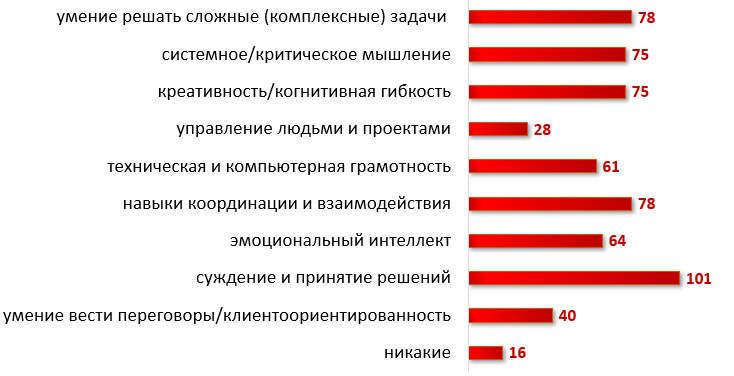 умение решать сложные (комплексные) задачи 78
системное/критическое мышление 75
креативность/когнитивная гибкость 75
управление людьми и проектами 28
техническая и компьютерная грамотность 61
навыки координации и взаимодействия 78
эмоциональный интеллект 64
суждение и принятие решений 101
умение вести переговоры/клиентоориентированность 40
никакие 16